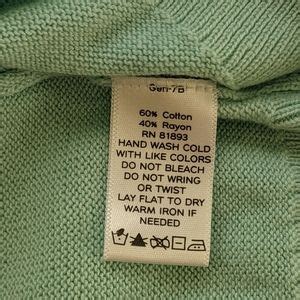 Gen-7B
60% Cotton
40% Rayon
RN 81893
HAND WASH COLD
WITH LIKE COLORS
DO NOT BLEACH
DO NOT WRING
OR TWIST
LAY FLAT TO DRY
WARM IRON IF
NEEDED